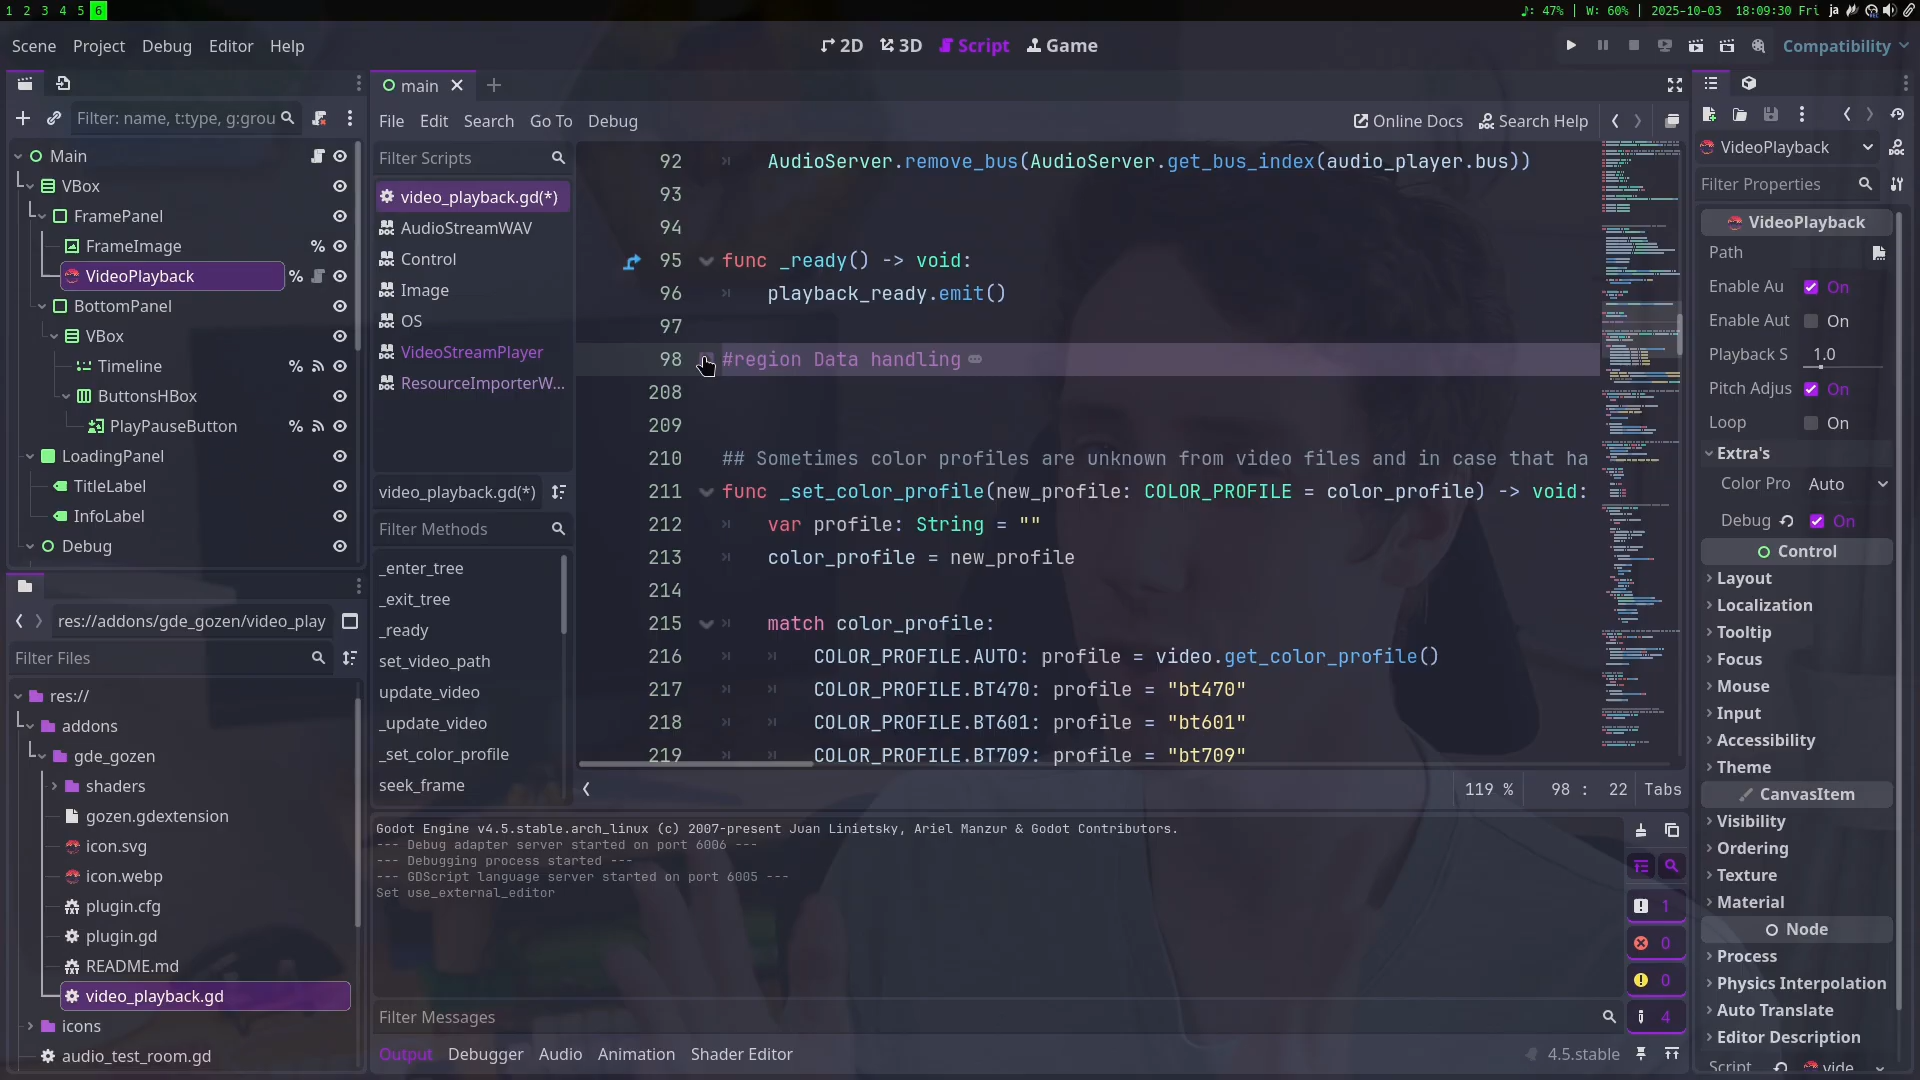 1 2 3 4 5 6
♪: 47% | W: 60% | 2025-10-03 18:09:30 Fri ja
Scene Project Debug Editor Help
2D 3D Script Game
Compatibility
Filter: name, t:type, g:grou
Main
VBox
FramePanel
FrameImage %
VideoPlayback %
BottomPanel
VBox
Timeline %
ButtonsHBox
PlayPauseButton %
LoadingPanel
TitleLabel
InfoLabel
Debug
res://addons/gde_gozen/video_play
Filter Files
res://
addons
gde_gozen
shaders
gozen.gdextension
icon.svg
icon.webp
plugin.cfg
plugin.gd
README.md
video_playback.gd
icons
audio_test_room.gd
main
File Edit Search Go To Debug
Online Docs Search Help
Filter Scripts
video_playback.gd(*)
AudioStreamWAV
Control
Image
OS
VideoStreamPlayer
ResourceImporterW...
video_playback.gd(*)
Filter Methods
_enter_tree
_exit_tree
_ready
set_video_path
update_video
_update_video
_set_color_profile
seek_frame
92 AudioServer.remove_bus(AudioServer.get_bus_index(audio_player.bus))
93
94
95 func _ready() -> void:
96 playback_ready.emit()
97
98 #region Data handling
208
209
210 ## Sometimes color profiles are unknown from video files and in case that ha
211 func _set_color_profile(new_profile: COLOR_PROFILE = color_profile) -> void:
212 var profile: String = ""
213 color_profile = new_profile
214
215 match color_profile:
216 COLOR_PROFILE.AUTO: profile = video.get_color_profile()
217 COLOR_PROFILE.BT470: profile = "bt470"
218 COLOR_PROFILE.BT601: profile = "bt601"
219 COLOR_PROFILE.BT709: profile = "bt709"
119 % 98 : 22 Tabs
Godot Engine v4.5.stable.arch_linux (c) 2007-present Juan Linietsky, Ariel Manzur & Godot Contributors.
--- Debug adapter server started on port 6006 ---
--- Debugging process started ---
--- GDScript language server started on port 6005 ---
Set use_external_editor
1
0
0
4
Filter Messages
Output Debugger Audio Animation Shader Editor
4.5.stable
VideoPlayback
Filter Properties
VideoPlayback
Path
Enable Au On
Enable Aut On
Playback S 1.0
Pitch Adjus On
Loop On
Extra's
Color Pro Auto
Debug On
Control
Layout
Localization
Tooltip
Focus
Mouse
Input
Accessibility
Theme
CanvasItem
Visibility
Ordering
Texture
Material
Node
Process
Physics Interpolation
Auto Translate
Editor Description
Script vide